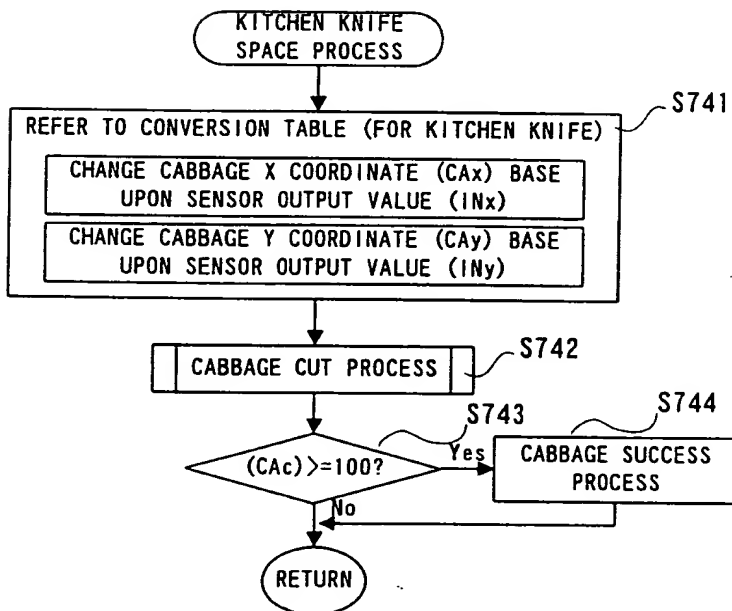 KITCHEN KNIFE
SPACE PROCESS
S741
REFER TO CONVERSION TABLE (FOR KITCHEN KNIFE)
CHANGE CABBAGE X COORDINATE (CAx) BASE
UPON SENSOR OUTPUT VALUE (INx)
CHANGE CABBAGE Y COORDINATE (CAy) BASE
UPON SENSOR OUTPUT VALUE (INy)
S742
CABBAGE CUT PROCESS
S743
S744
(CAc)>=100?
Yes
CABBAGE SUCCESS
PROCESS
No
RETURN